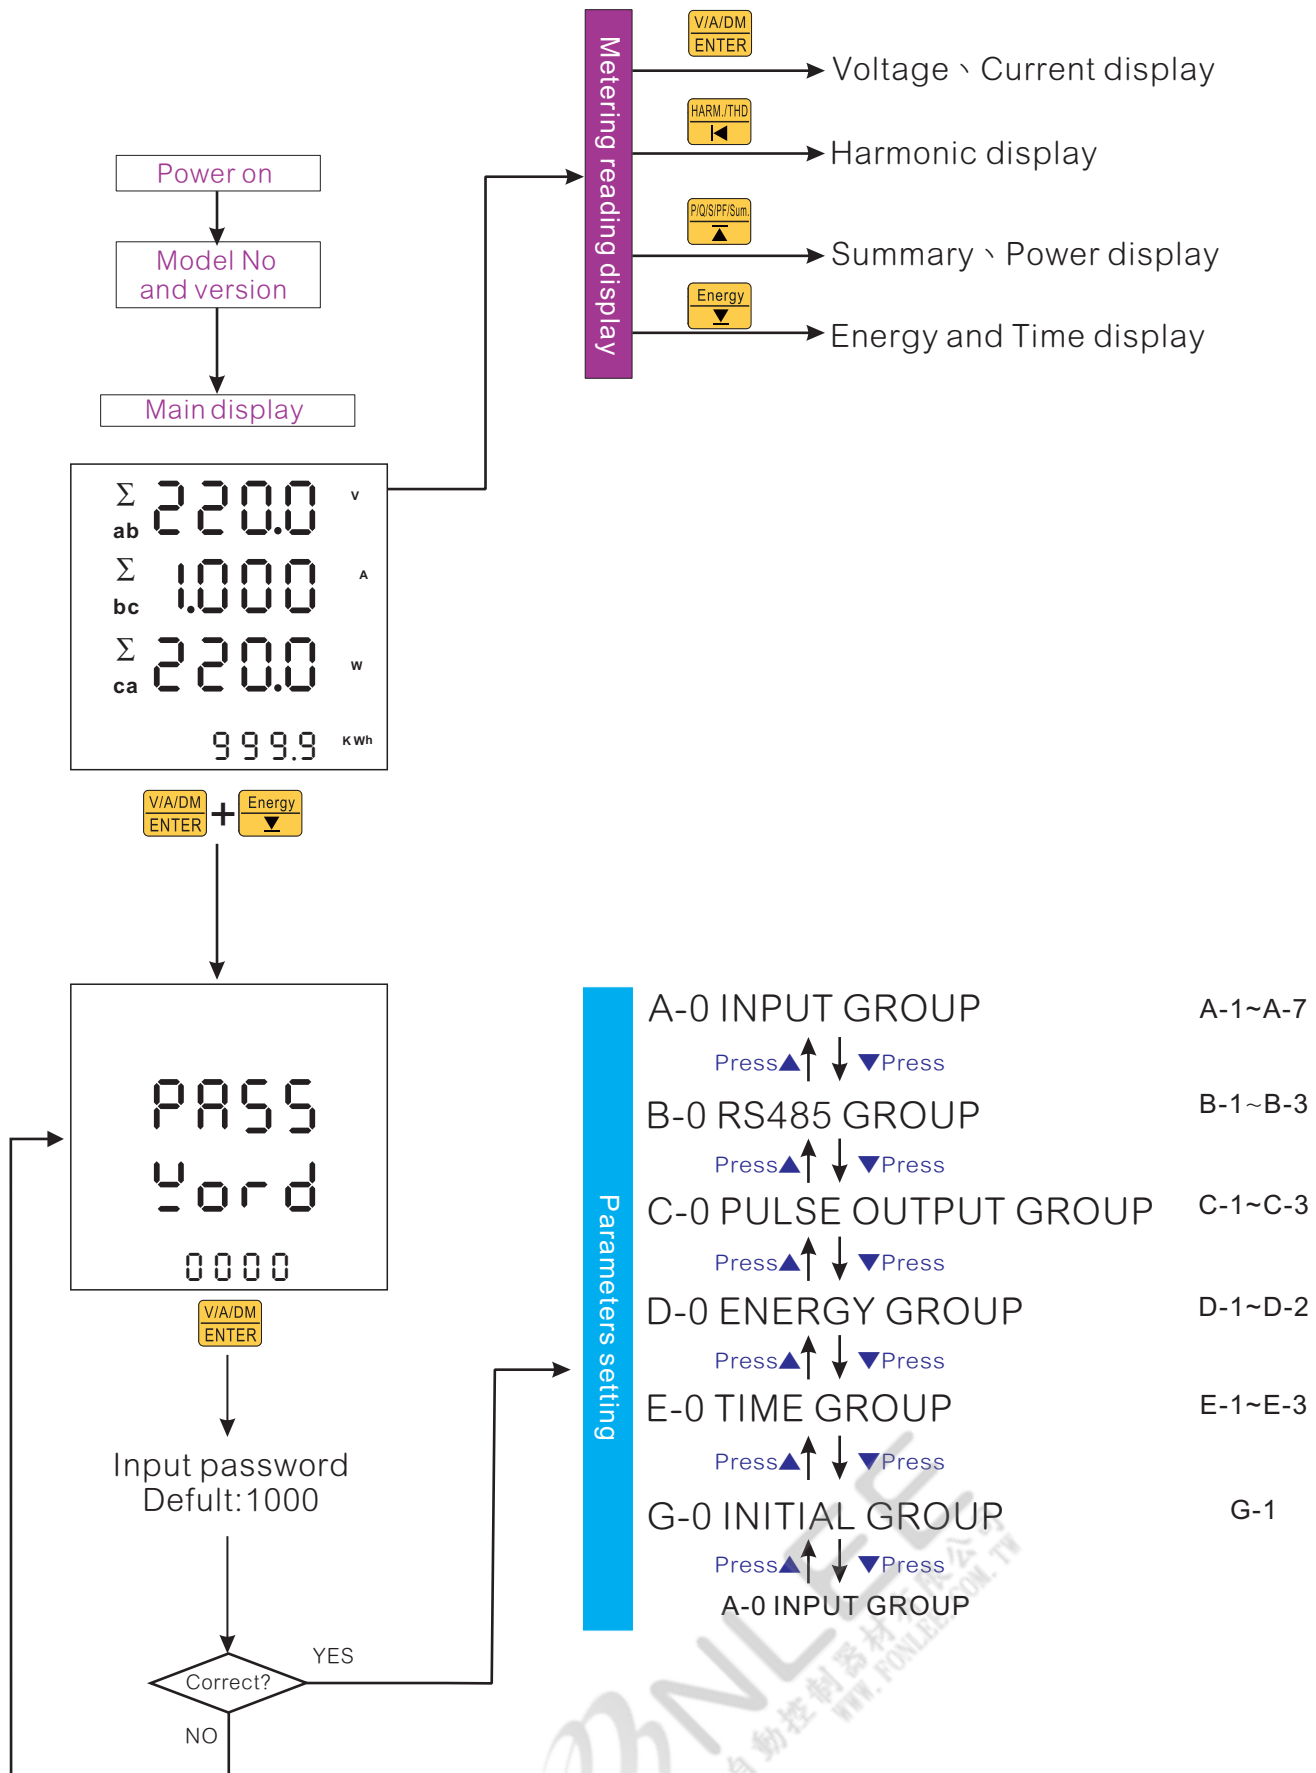 Power on
Model No
and version
Main display
Σ
ab
220.0
V
Σ
bc
1.000
A
Σ
ca
220.0
W
999.9
KWh
V/A/DM
ENTER
+
Energy
Metering reading display
V/A/DM
ENTER
Voltage、Current display
HARM./THD
Harmonic display
P/Q/S/PF/Sum.
Summary、Power display
Energy
Energy and Time display
PASS
Word
0000
V/A/DM
ENTER
Input password
Defult:1000
Correct?
YES
NO
Parameters setting
A-0 INPUT GROUP
A-1~A-7
Press▲ ▼Press
B-0 RS485 GROUP
B-1~B-3
Press▲ ▼Press
C-0 PULSE OUTPUT GROUP
C-1~C-3
Press▲ ▼Press
D-0 ENERGY GROUP
D-1~D-2
Press▲ ▼Press
E-0 TIME GROUP
E-1~E-3
Press▲ ▼Press
G-0 INITIAL GROUP
G-1
Press▲ ▼Press
A-0 INPUT GROUP
WWW.FONLEE.COM.TW